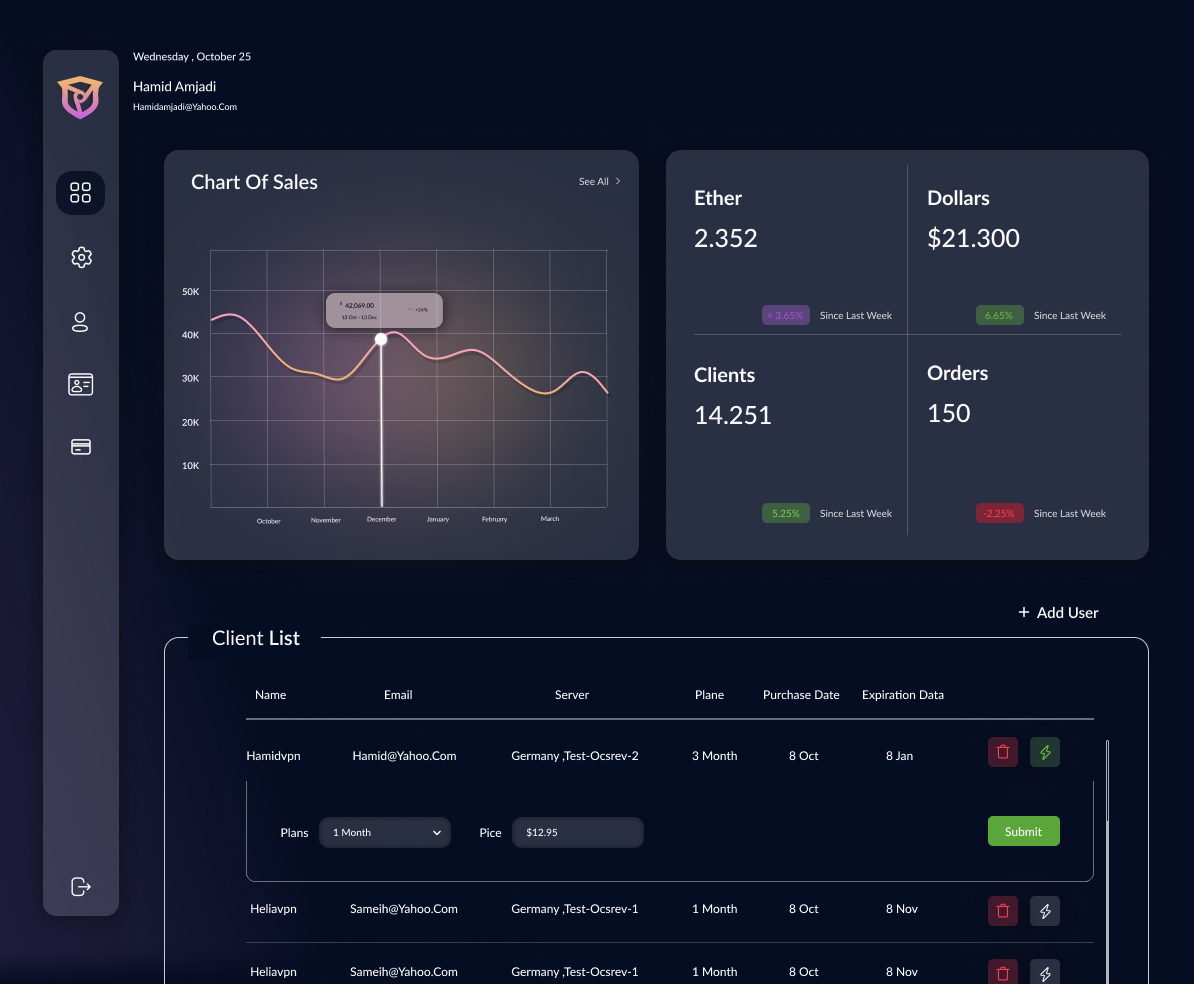 Wednesday , October 25
Hamid Amjadi
Hamidamjadi@Yahoo.Com
Chart Of Sales
See All
50K
40K
30K
20K
10K
$ 42,069.00
13 Oct - 13 Dec
+24%
October
November
December
January
February
March
Ether
2.352
≈ 3.65% Since Last Week
Dollars
$21.300
6.65% Since Last Week
Clients
14.251
5.25% Since Last Week
Orders
150
-2.25% Since Last Week
+ Add User
Client List
Name Email Server Plane Purchase Date Expiration Data
Hamidvpn Hamid@Yahoo.Com Germany ,Test-Ocsrev-2 3 Month 8 Oct 8 Jan
Plans 1 Month Pice $12.95 Submit
Heliavpn Sameih@Yahoo.Com Germany ,Test-Ocsrev-1 1 Month 8 Oct 8 Nov
Heliavpn Sameih@Yahoo.Com Germany ,Test-Ocsrev-1 1 Month 8 Oct 8 Nov